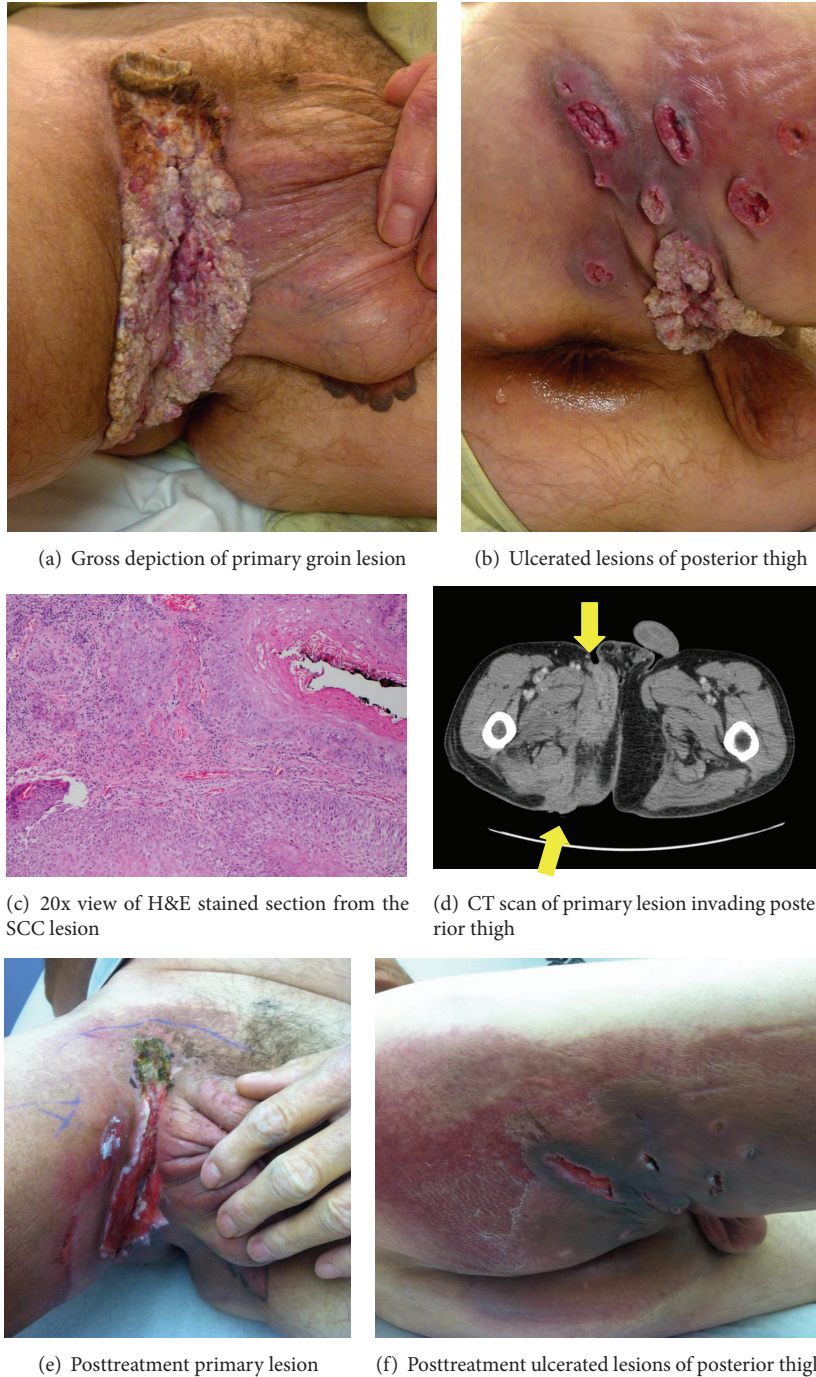 (a) Gross depiction of primary groin lesion
(b) Ulcerated lesions of posterior thigh
(c) 20x view of H&E stained section from the
SCC lesion
(d) CT scan of primary lesion invading poste
rior thigh
(e) Posttreatment primary lesion
(f) Posttreatment ulcerated lesions of posterior thigh